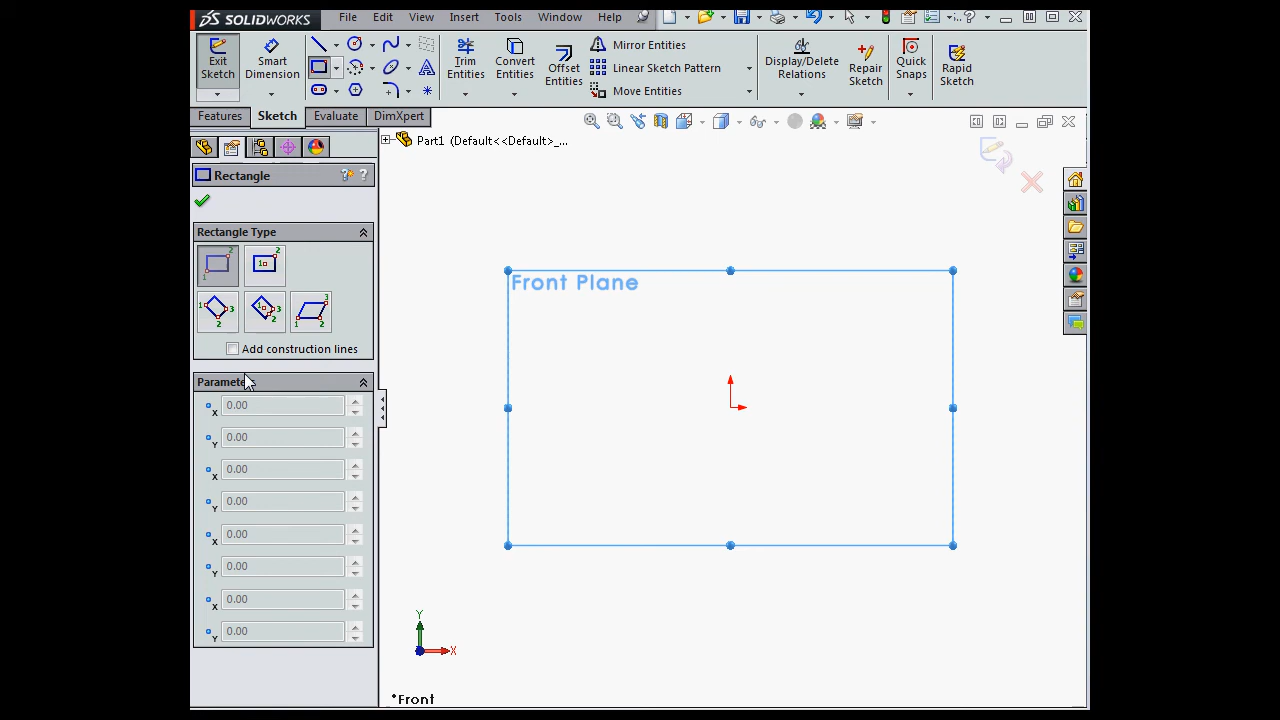 SOLIDWORKS File Edit View Insert Tools Window Help
Exit Sketch
Smart Dimension
Trim Entities
Convert Entities
Offset Entities
Mirror Entities
Linear Sketch Pattern
Move Entities
Display/Delete Relations
Repair Sketch
Quick Snaps
Rapid Sketch
Features Sketch Evaluate DimXpert
Part1 (Default<<Default>_...
Rectangle
Rectangle Type
Add construction lines
Paramete
X 0.00
Y 0.00
X 0.00
Y 0.00
X 0.00
Y 0.00
X 0.00
Y 0.00
Front Plane
Y
X
*Front